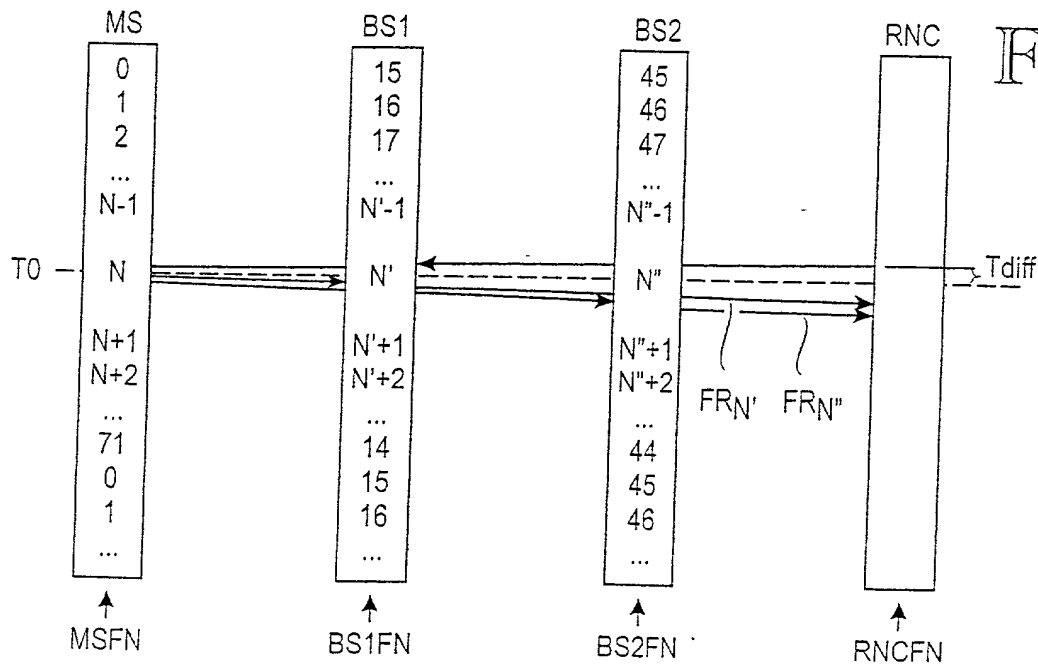 MS
BS1
BS2
RNC
F
0
1
2
...
N-1
N
N+1
N+2
...
71
0
1
...
15
16
17
...
N'-1
N'
N'+1
N'+2
...
14
15
16
...
45
46
47
...
N"-1
N"
N"+1
N"+2
...
44
45
46
...
T0
Tdiff
FRN'
FRN"
MSFN
BS1FN
BS2FN
RNCFN